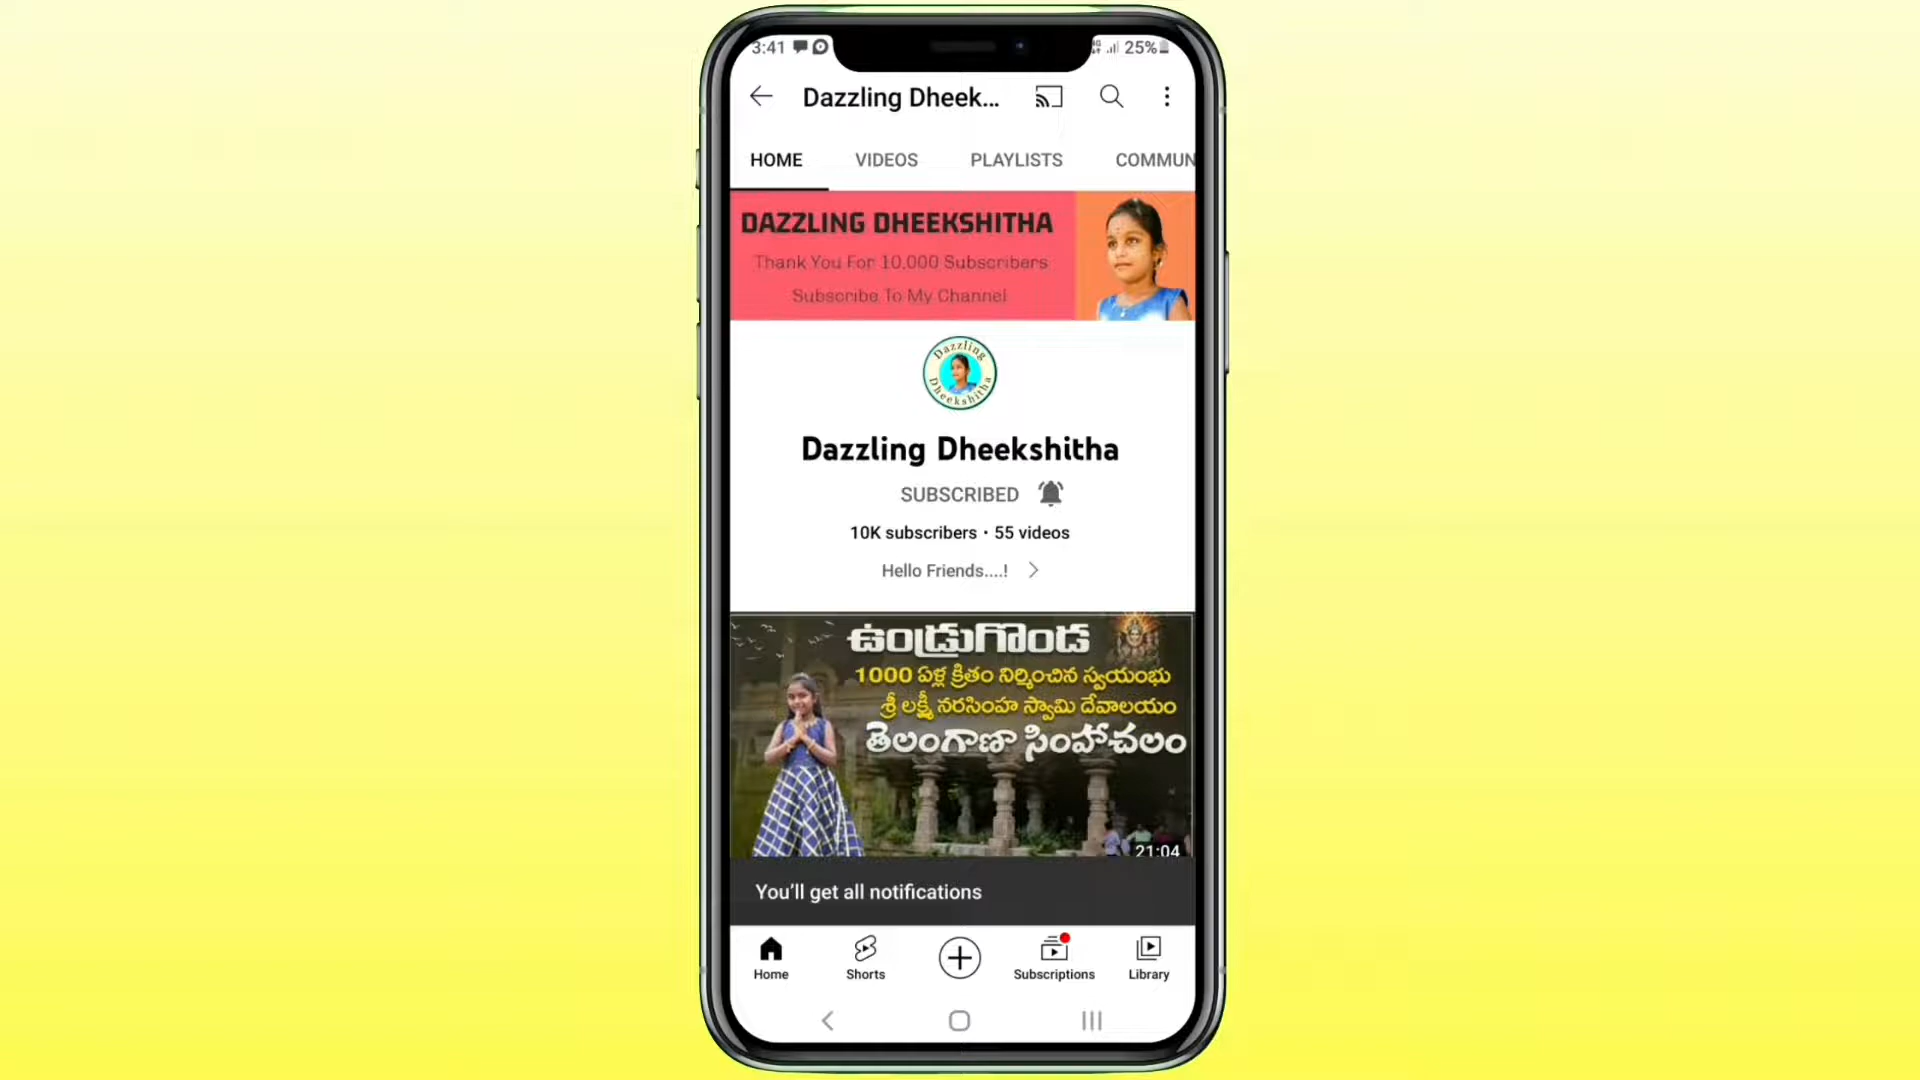 3:41
25%
Dazzling Dheek...
HOME VIDEOS PLAYLISTS COMMUN
DAZZLING DHEEKSHITHA
Thank You For 10,000 Subscribers
Subscribe To My Channel
Dazzling
Dheekshitha
Dazzling Dheekshitha
SUBSCRIBED
10K subscribers · 55 videos
Hello Friends....!
ఉండ్రుగొండ
1000 ఏళ్ల క్రితం నిర్మించిన స్వయంభు
శ్రీ లక్ష్మీ నరసింహ స్వామి దేవాలయం
తెలంగాణా సింహాచలం
21:04
You'll get all notifications
Home Shorts Subscriptions Library